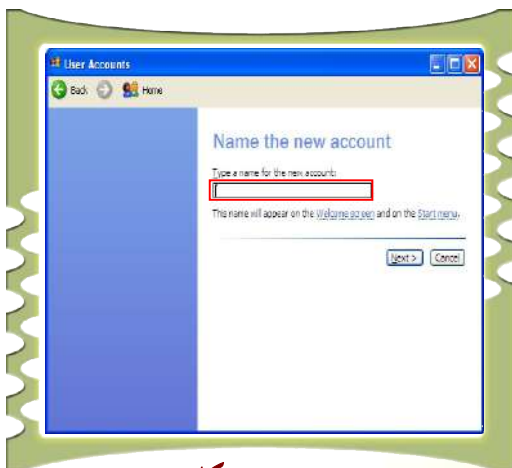 User Accounts
Back Home
Name the new account
Type a name for the new account:
This name will appear on the Welcome screen and on the Start menu.
Next > Cancel